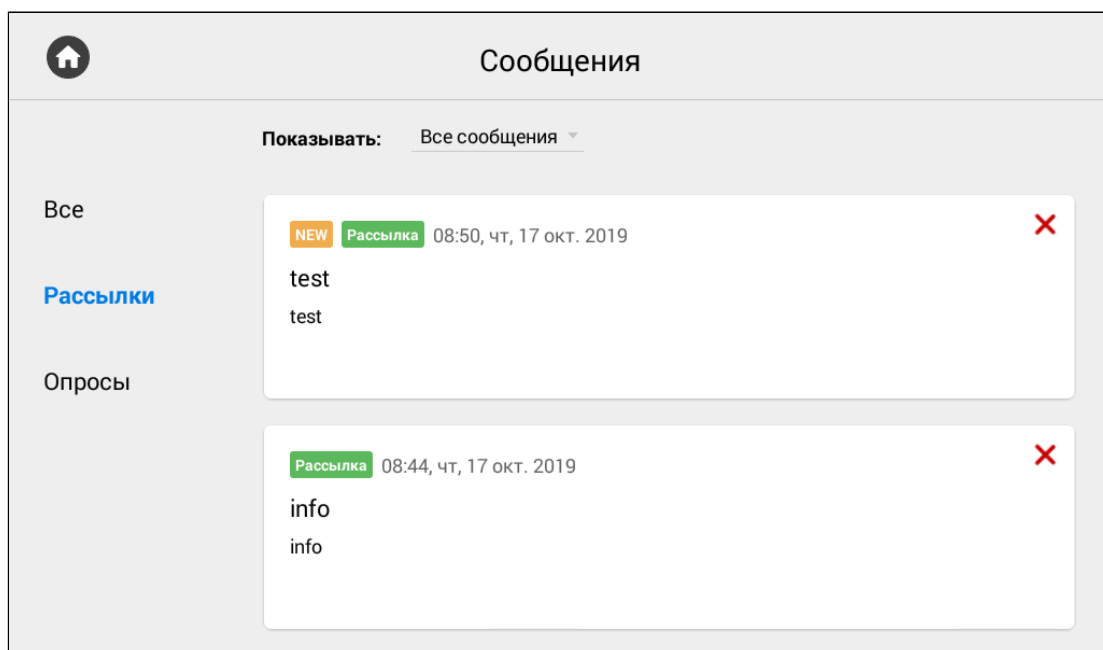 Сообщения
Показывать: Все сообщения
Все
Рассылки
Опросы
NEW Рассылка 08:50, чт, 17 окт. 2019
test
test
Рассылка 08:44, чт, 17 окт. 2019
info
info